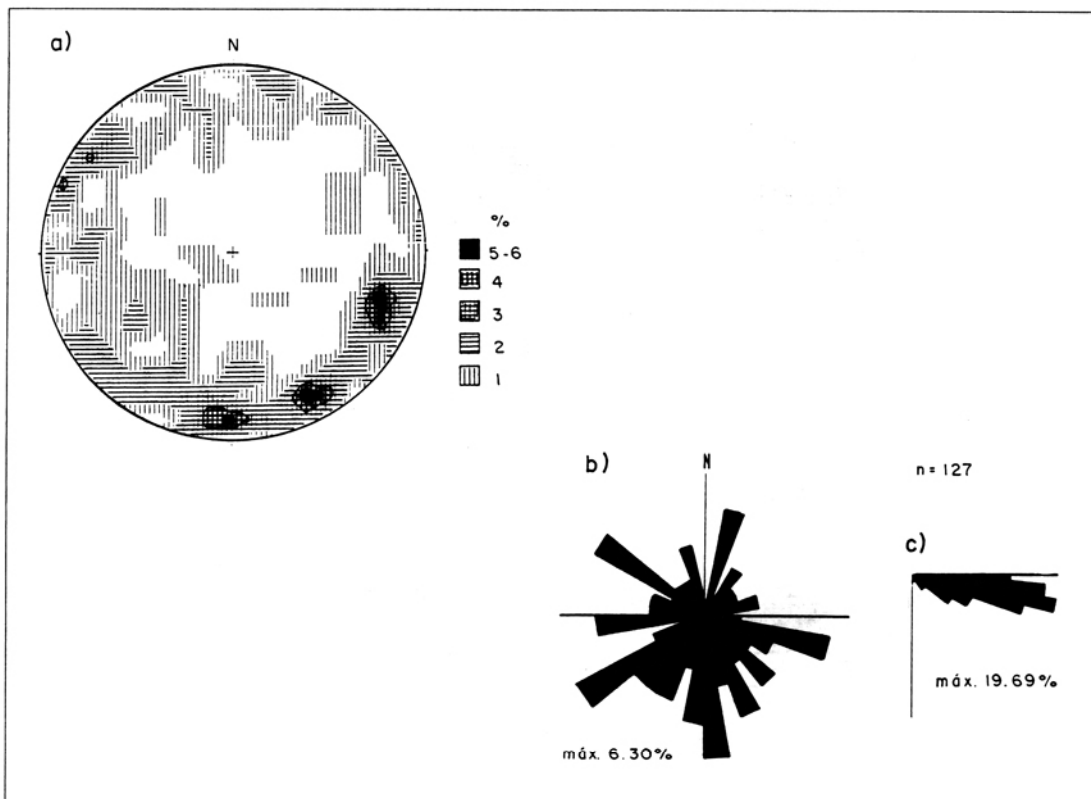 a)
N
%
5-6
4
3
2
1
b)
N
n = 127
c)
máx. 19.69%
máx. 6.30%